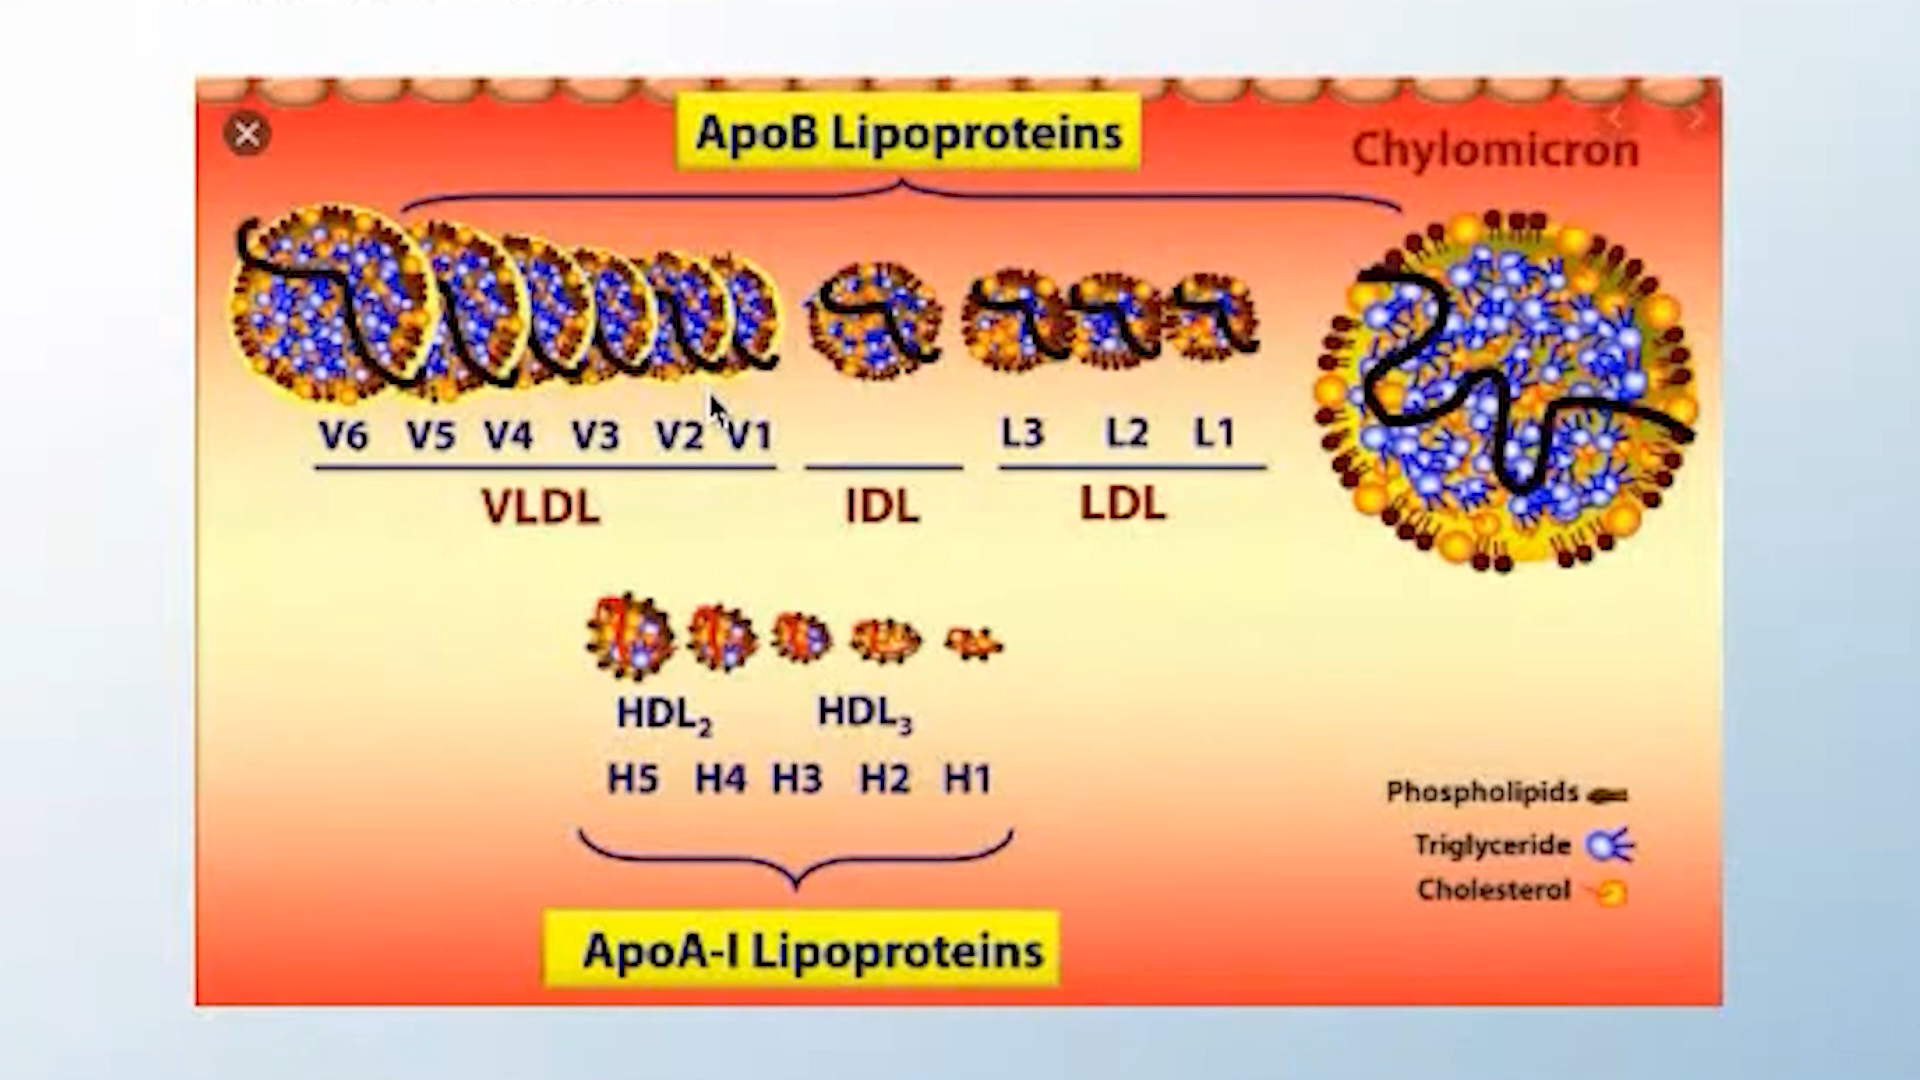 ApoB Lipoproteins
Chylomicron
V6 V5 V4 V3 V2 V1
L3 L2 L1
VLDL
IDL
LDL
HDL2 HDL3
H5 H4 H3 H2 H1
ApoA-I Lipoproteins
Phospholipids
Triglyceride
Cholesterol